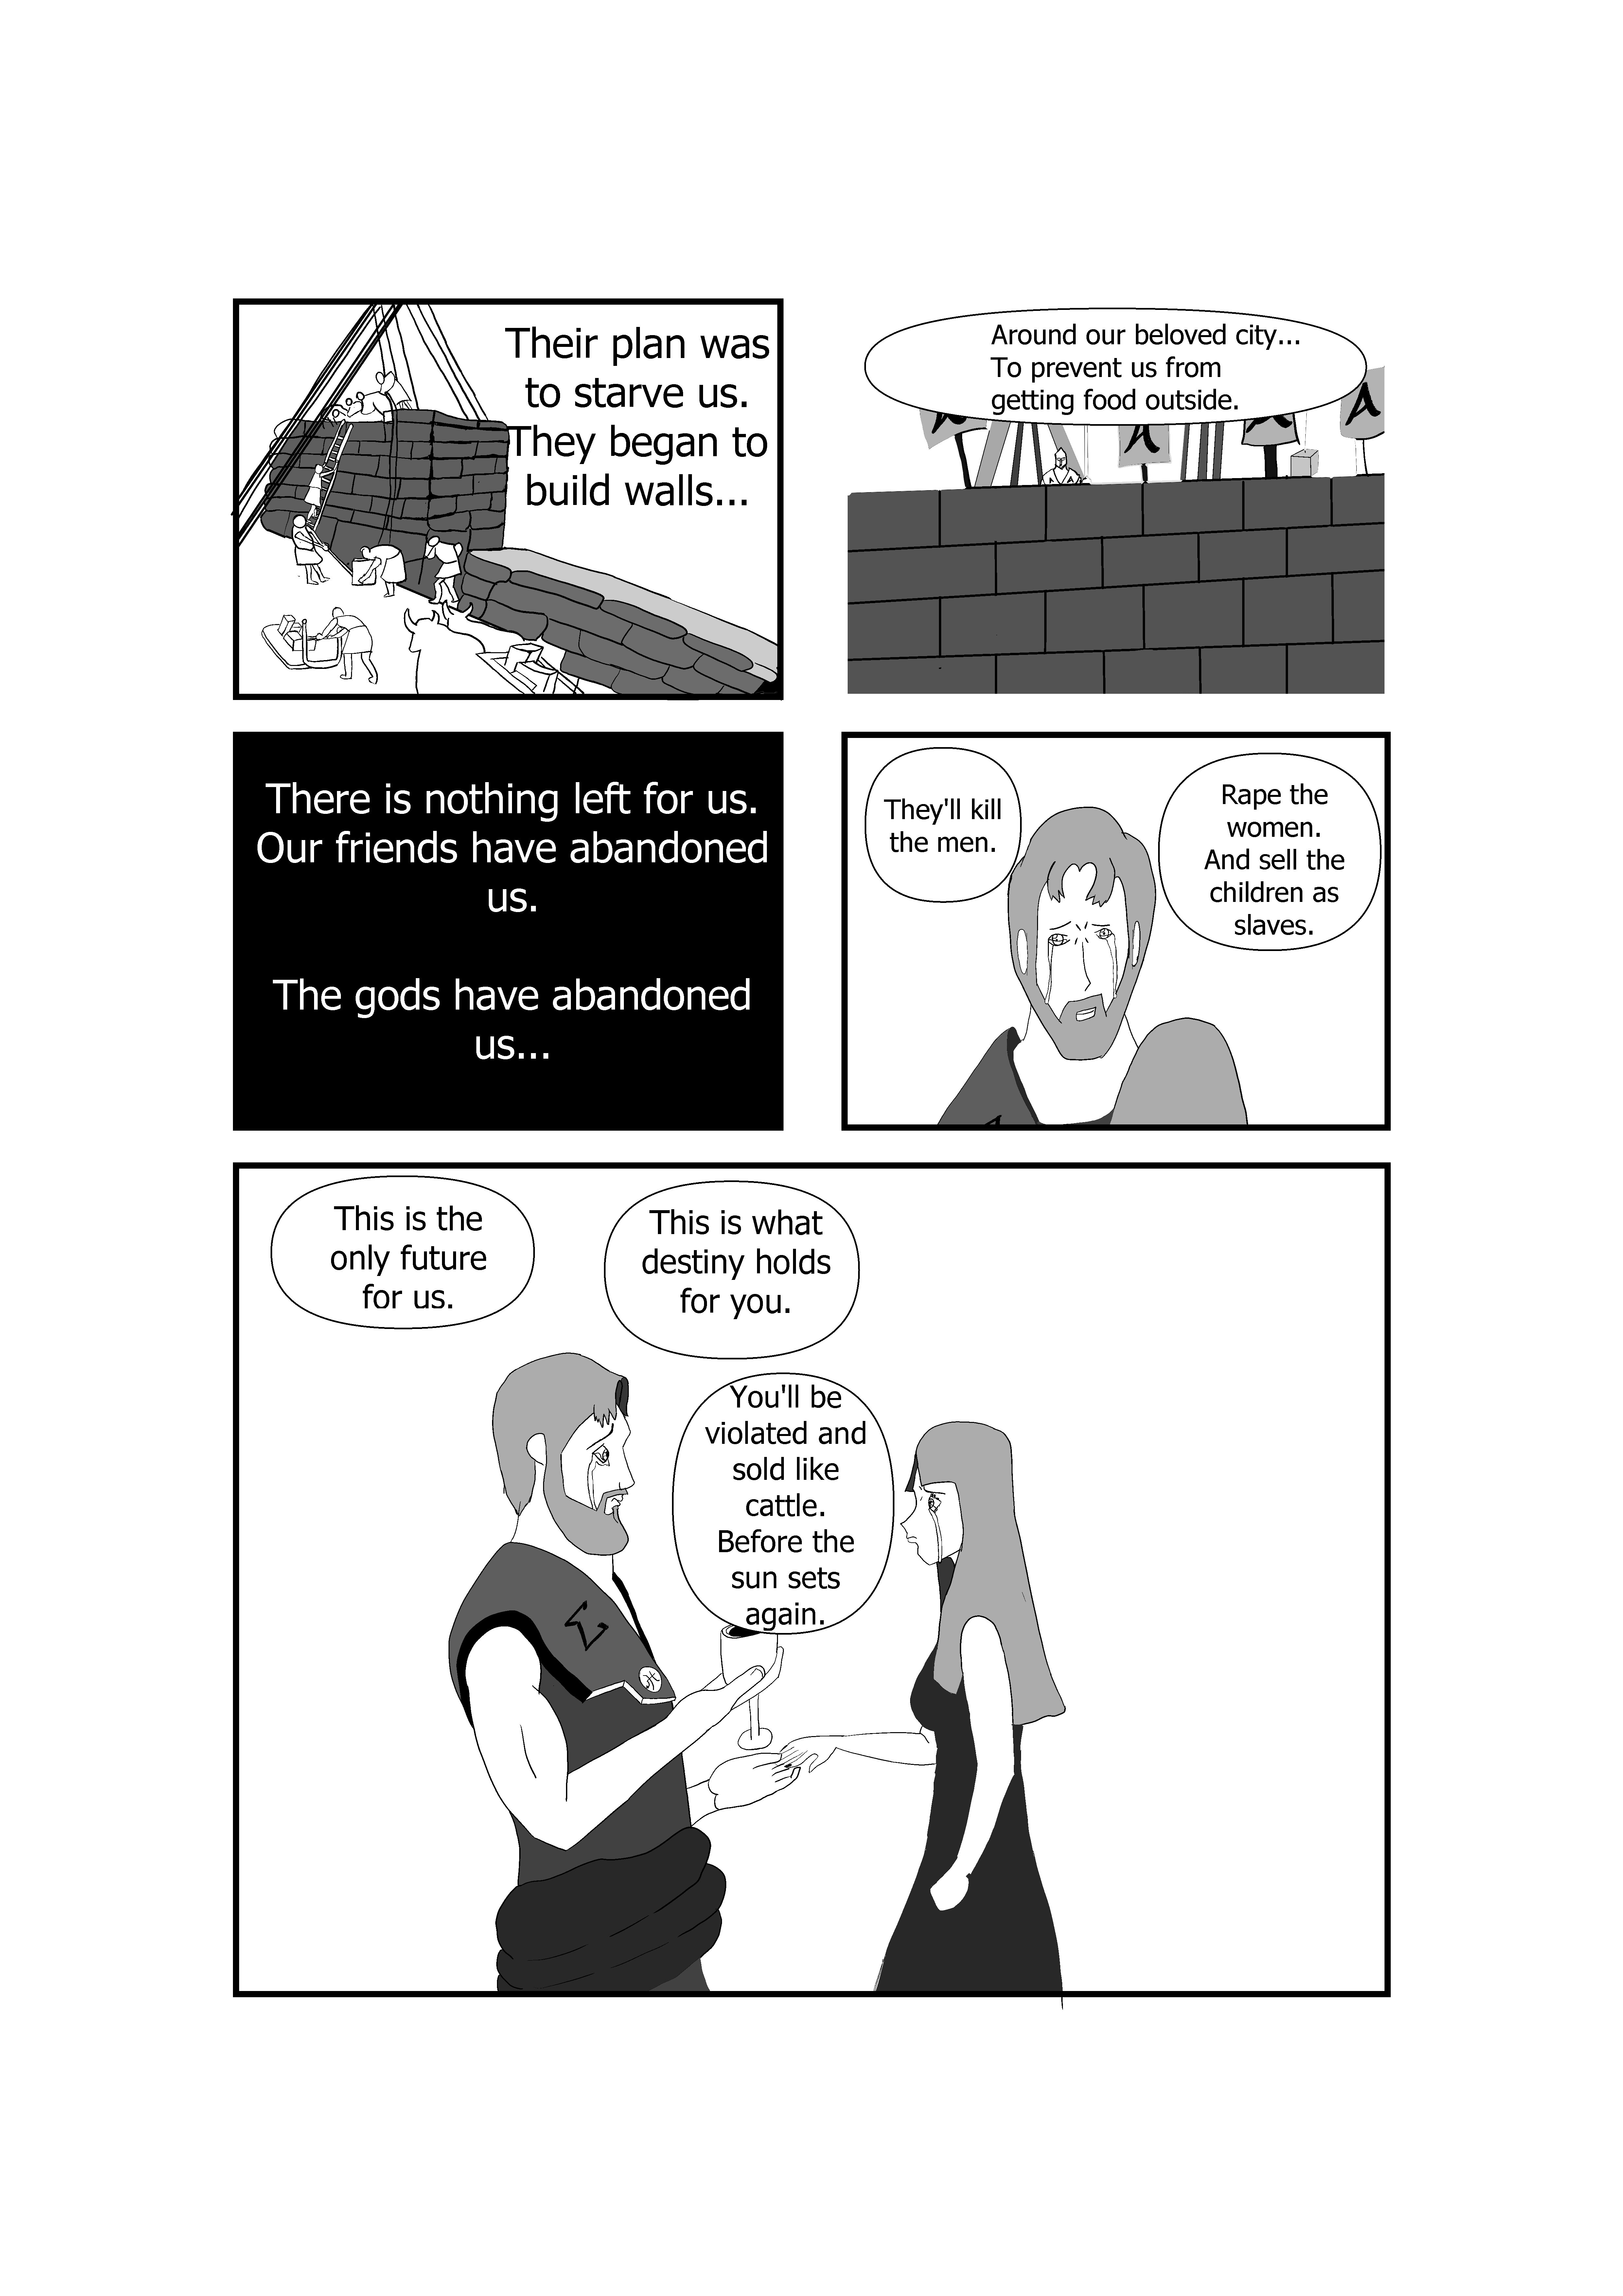 Their plan was
to starve us.
They began to
build walls...
Around our beloved city...
To prevent us from
getting food outside.
A
A
A
A
A A
There is nothing left for us.
Our friends have abandoned
us.
The gods have abandoned
us...
They'll kill
the men.
Rape the
women.
And sell the
children as
slaves.
This is the
only future
for us.
This is what
destiny holds
for you.
You'll be
violated and
sold like
cattle.
Before the
sun sets
again.
Σ